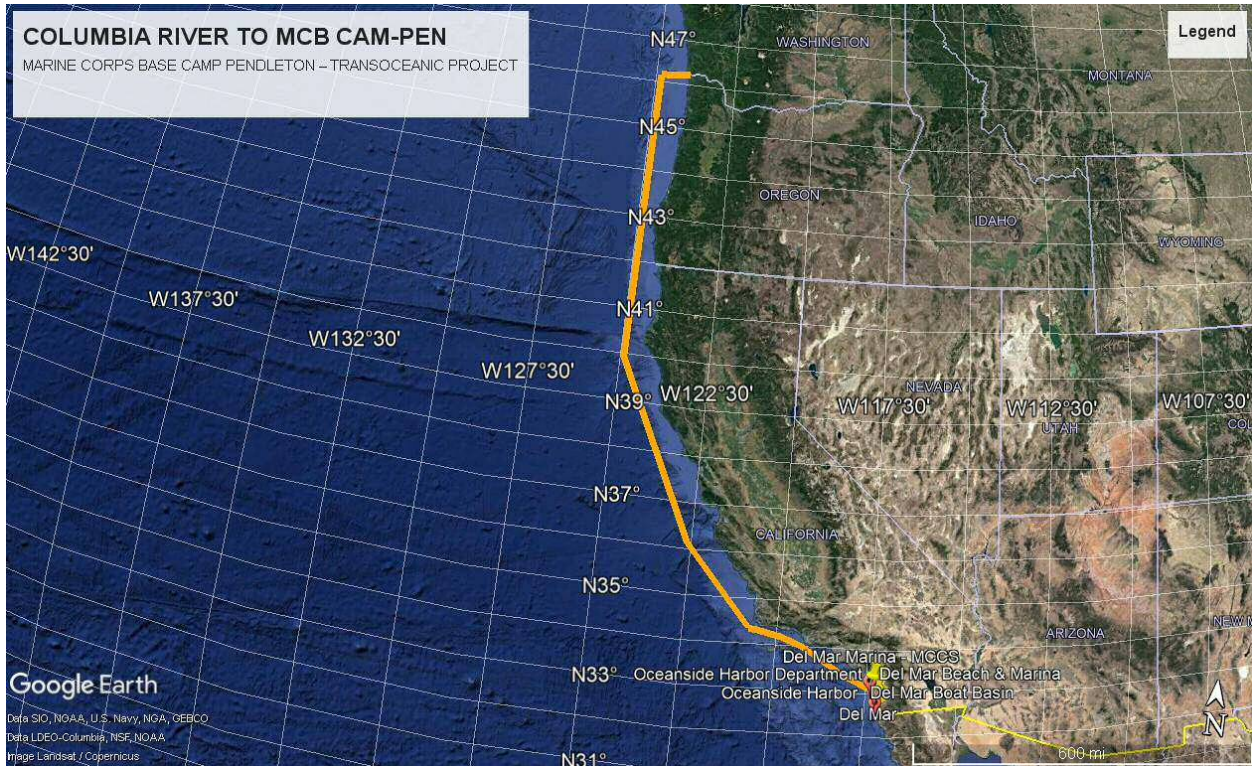 COLUMBIA RIVER TO MCB CAM-PEN
MARINE CORPS BASE CAMP PENDLETON – TRANSOCEANIC PROJECT
Legend
N47°
WASHINGTON
MONTANA
N45°
OREGON
IDAHO
N43°
WYOMING
W142°30'
W137°30'
N41°
W132°30'
W127°30'
N39°
W122°30'
NEVADA
W117°30'
W112°30'
W107°30'
UTAH
COL
N37°
CALIFORNIA
N35°
ARIZONA
NEW M
Del Mar Marina - MCCS
N33°
Oceanside Harbor Department
Del Mar Beach & Marina
Oceanside Harbor
Del Mar Boat Basin
Del Mar
Google Earth
Data SIO, NOAA, U.S. Navy, NGA, GEBCO
Data LDEO-Columbia, NSF, NOAA
Image Landsat / Copernicus
N31°
600 mi
N